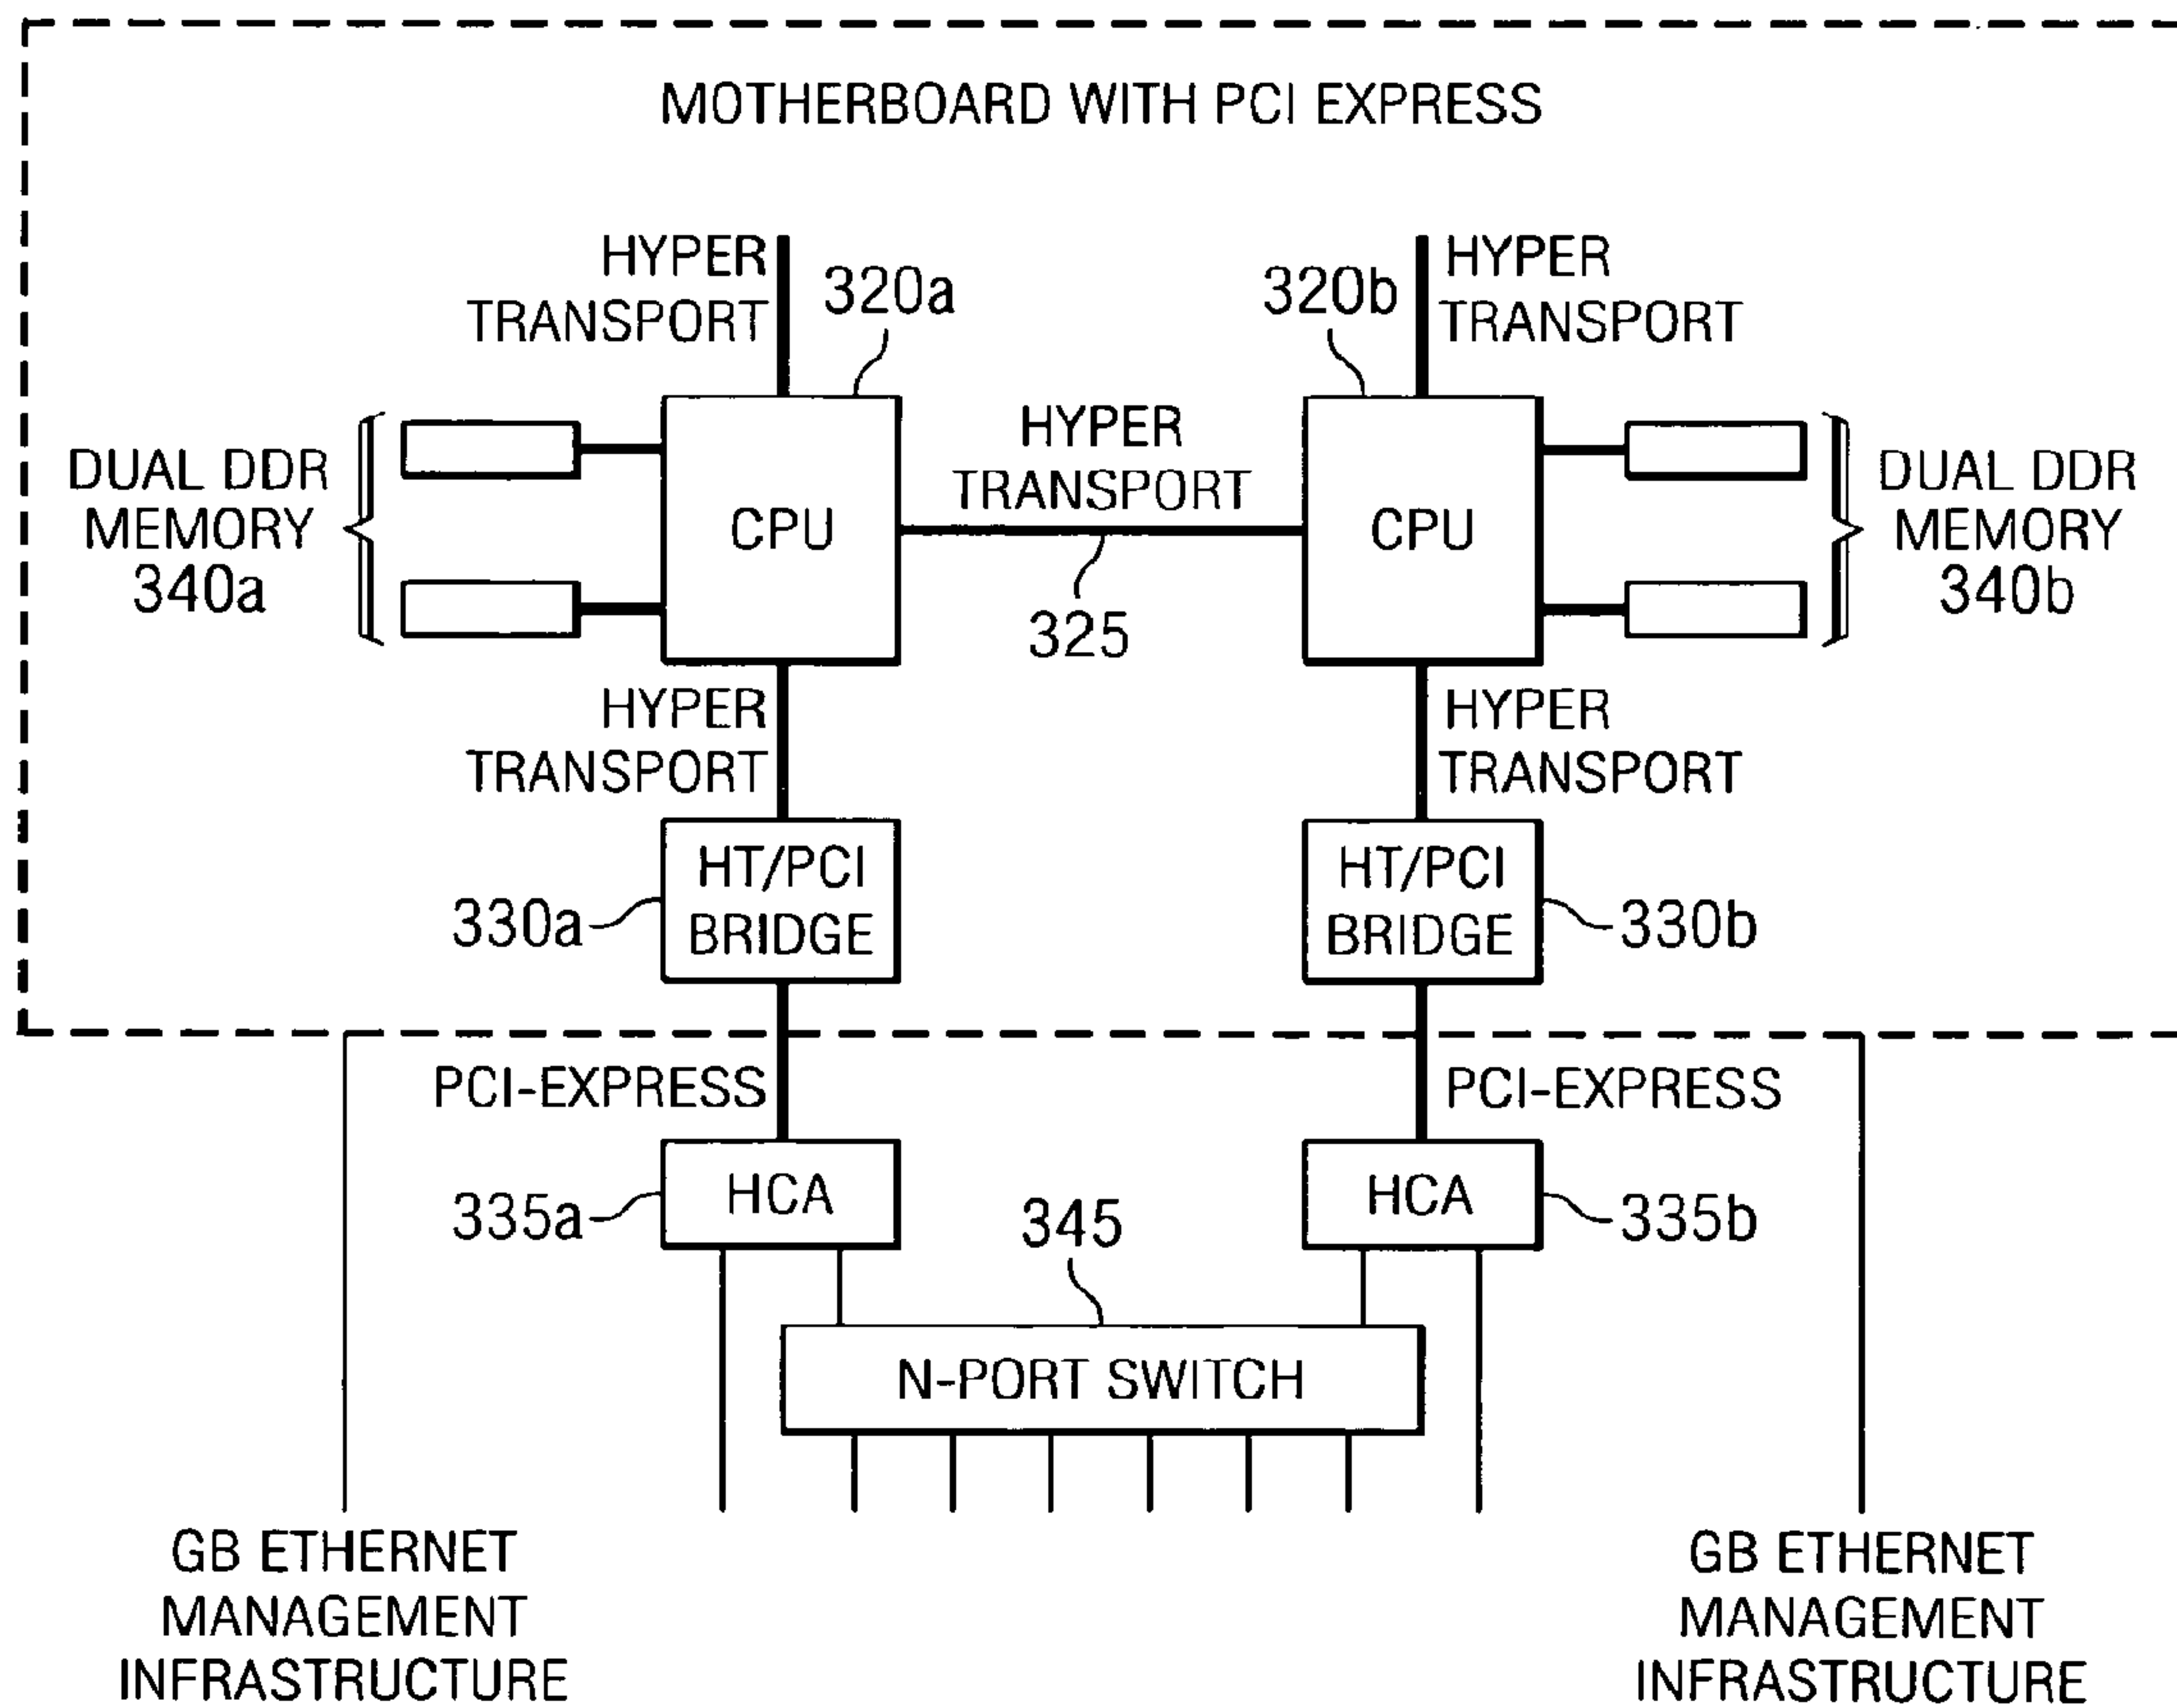 MOTHERBOARD WITH PCI EXPRESS
HYPER
TRANSPORT
320a
320b
HYPER
TRANSPORT
DUAL DDR
MEMORY
340a
CPU
HYPER
TRANSPORT
325
CPU
DUAL DDR
MEMORY
340b
HYPER
TRANSPORT
HYPER
TRANSPORT
330a
HT/PCI
BRIDGE
HT/PCI
BRIDGE
330b
PCI-EXPRESS
PCI-EXPRESS
335a
HCA
345
HCA
335b
N-PORT SWITCH
GB ETHERNET
MANAGEMENT
INFRASTRUCTURE
GB ETHERNET
MANAGEMENT
INFRASTRUCTURE